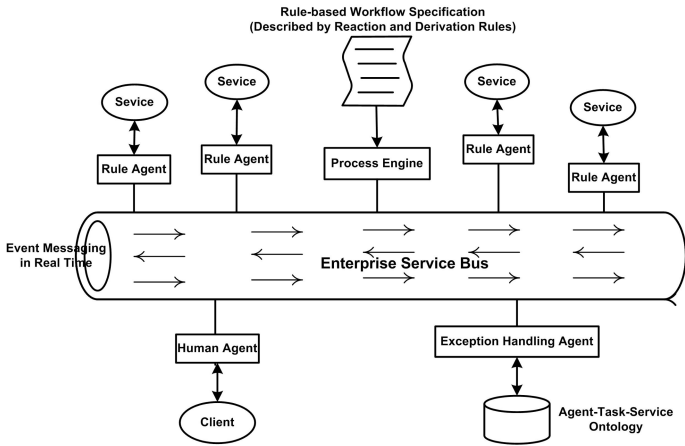 Rule-based Workflow Specification
(Described by Reaction and Derivation Rules)
Sevice
Sevice
Sevice
Sevice
Rule Agent
Rule Agent
Process Engine
Rule Agent
Rule Agent
Event Messaging
in Real Time
Enterprise Service Bus
Human Agent
Exception Handling Agent
Client
Agent-Task-Service
Ontology